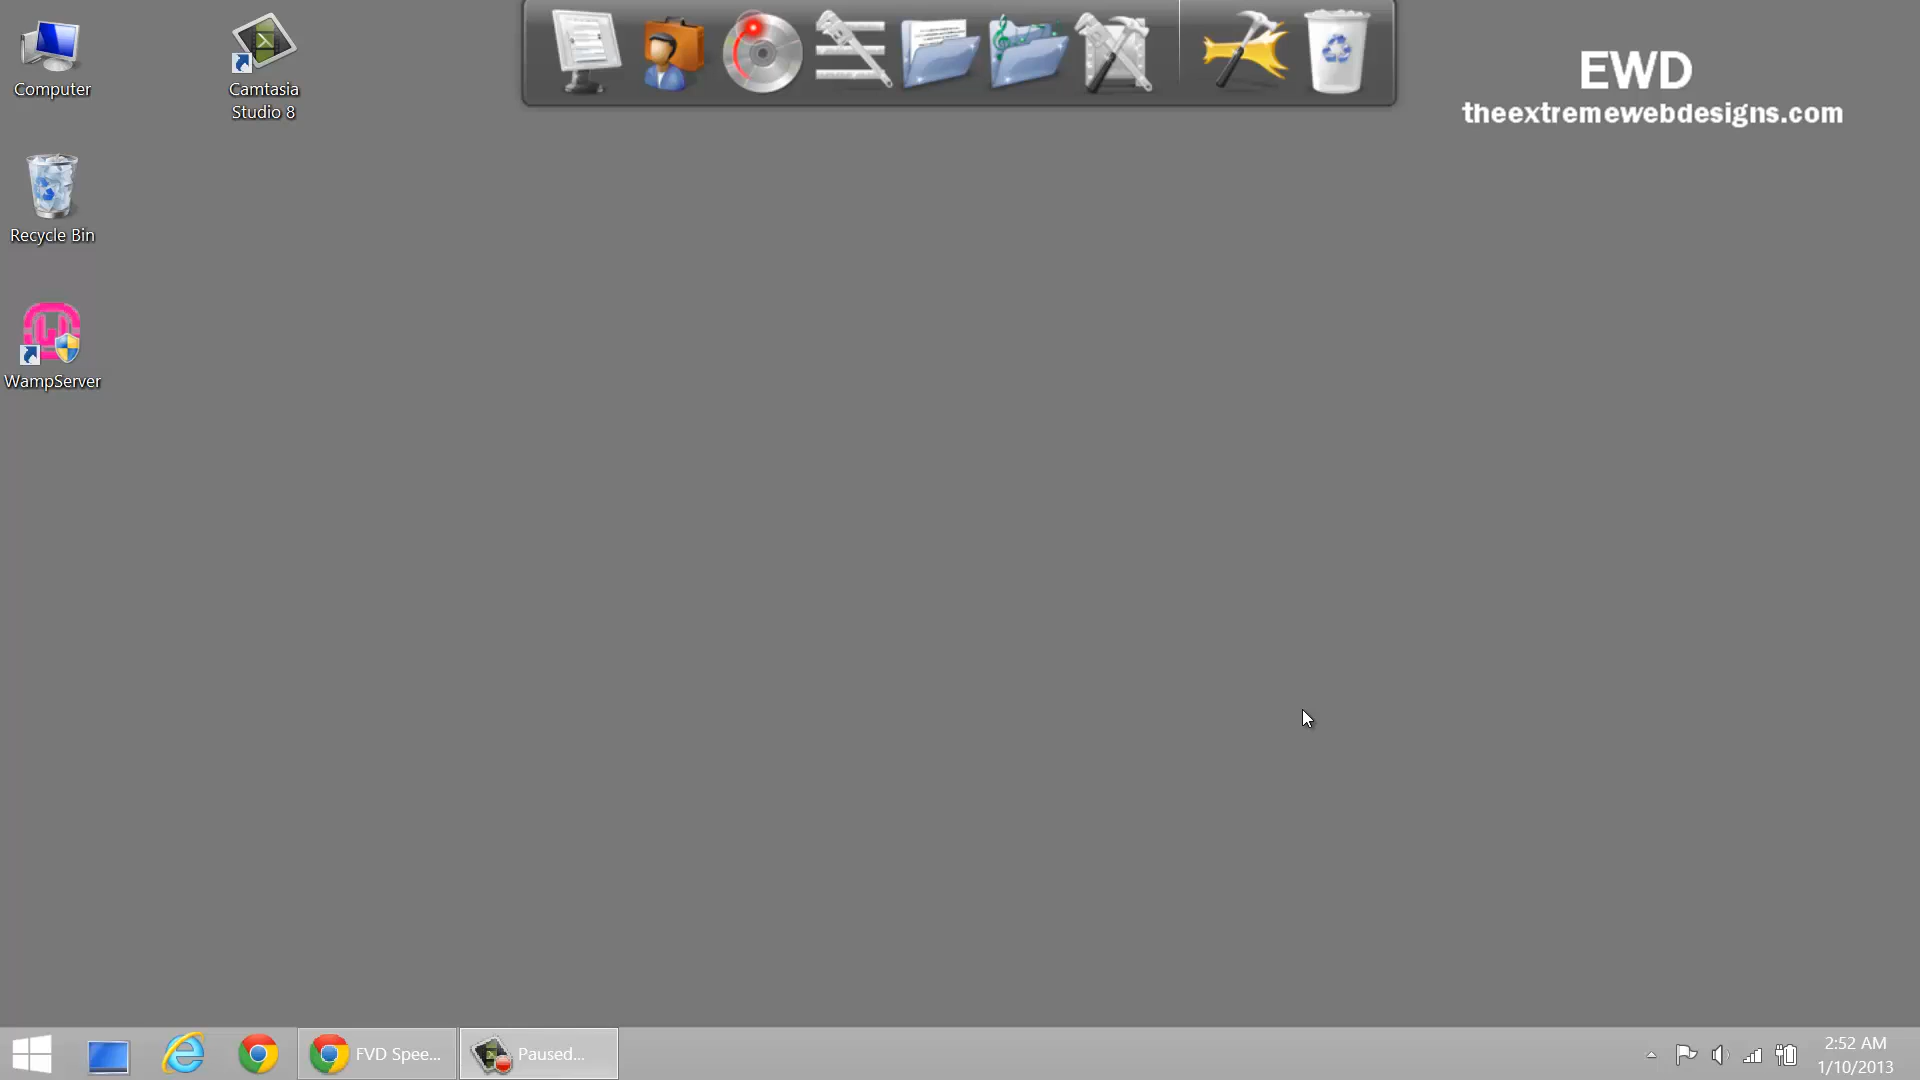 Computer
Camtasia
Studio 8
EWD
theextremewebdesigns.com
Recycle Bin
WampServer
FVD Spee...
Paused...
2:52 AM
1/10/2013